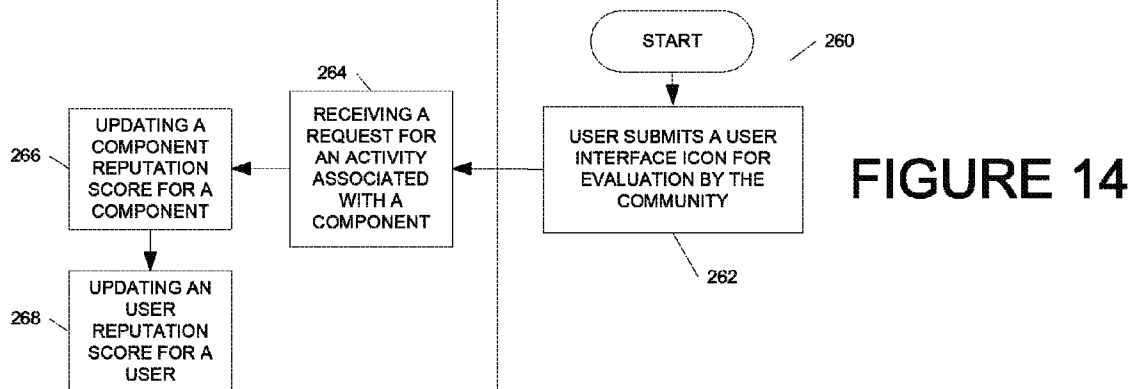 START
260
264
RECEIVING A
REQUEST FOR
AN ACTIVITY
ASSOCIATED
WITH A
COMPONENT
UPDATING A
COMPONENT
REPUTATION
SCORE FOR A
COMPONENT
266
USER SUBMITS A USER
INTERFACE ICON FOR
EVALUATION BY THE
COMMUNITY
262
FIGURE 14
UPDATING AN
USER
REPUTATION
SCORE FOR A
USER
268